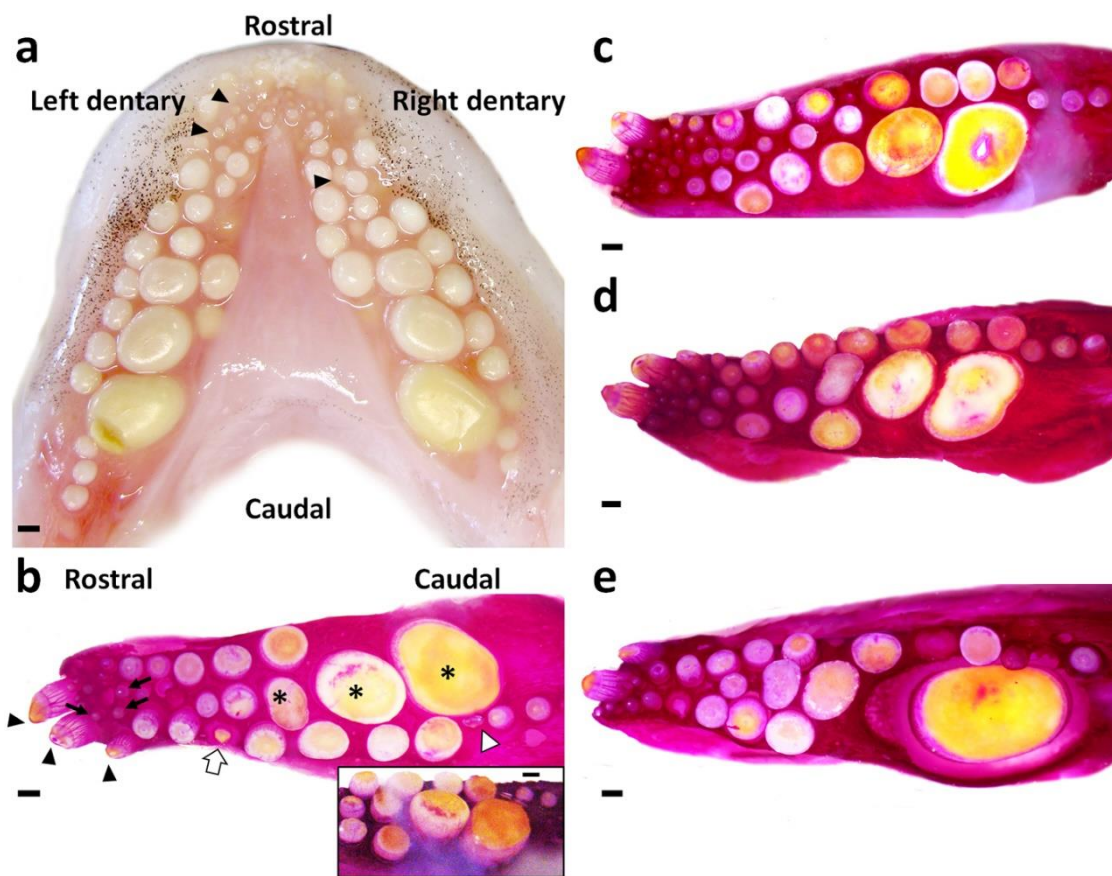 a
Rostral
Left dentary
Right dentary
Caudal
b
Rostral
Caudal
*
*
*
c
d
e